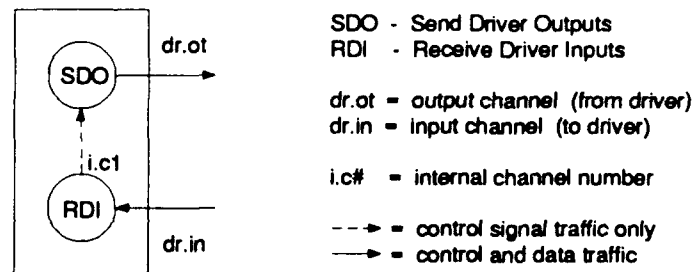 dr.ot
SDO
i.c1
RDI
dr.in
SDO - Send Driver Outputs
RDI - Receive Driver Inputs
dr.ot = output channel (from driver)
dr.in = input channel (to driver)
i.c# = internal channel number
= control signal traffic only
= control and data traffic